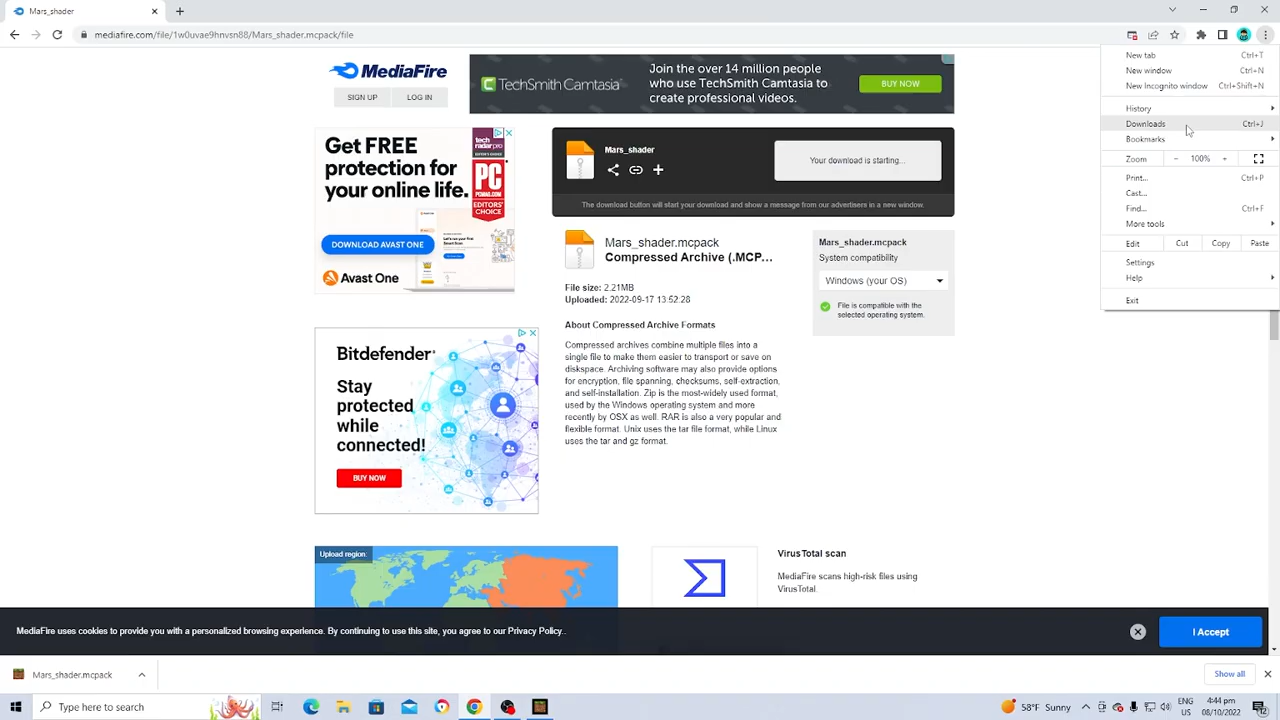 Mars_shader
mediafire.com/file/1w0uvae9hnvsn88/Mars_shader.mcpack/file
MediaFire
SIGN UP
LOG IN
TechSmith Camtasia
Join the over 14 million people
who use TechSmith Camtasia to
create professional videos.
BUY NOW
Get FREE
protection for
your online life.
tech
radar pro
PC
PCMAG.COM
EDITORS'
CHOICE
DOWNLOAD AVAST ONE
Avast One
Mars_shader
Your download is starting...
The download button will start your download and show a message from our advertisers in a new window.
Mars_shader.mcpack
Compressed Archive (.MCP...
File size: 2.21MB
Uploaded: 2022-09-17 13:52:28
About Compressed Archive Formats
Compressed archives combine multiple files into a
single file to make them easier to transport or save on
diskspace. Archiving software may also provide options
for encryption, file spanning, checksums, self-extraction,
and self-installation. Zip is the most-widely used format,
used by the Windows operating system and more
recently by OSX as well. RAR is also a very popular and
flexible format. Unix uses the tar file format, while Linux
uses the tar and gz format.
Mars_shader.mcpack
System compatibility
Windows (your OS)
File is compatible with the
selected operating system.
New tab Ctrl+T
New window Ctrl+N
New Incognito window Ctrl+Shift+N
History
Downloads Ctrl+J
Bookmarks
Zoom - 100% +
Print... Ctrl+P
Cast...
Find... Ctrl+F
More tools
Edit Cut Copy Paste
Settings
Help
Exit
Bitdefender
Stay
protected
while
connected!
BUY NOW
Upload region:
VirusTotal scan
MediaFire scans high-risk files using
VirusTotal.
MediaFire uses cookies to provide you with a personalized browsing experience. By continuing to use this site, you agree to our Privacy Policy..
I Accept
Mars_shader.mcpack
Show all
Type here to search
58°F Sunny
ENG
US
4:44 pm
08/10/2022